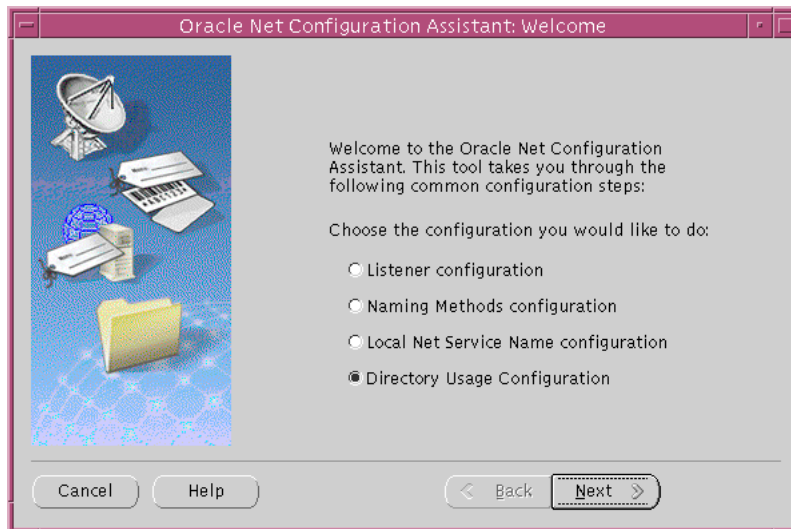 Oracle Net Configuration Assistant: Welcome
Welcome to the Oracle Net Configuration
Assistant. This tool takes you through the
following common configuration steps:
Choose the configuration you would like to do:
Listener configuration
Naming Methods configuration
Local Net Service Name configuration
Directory Usage Configuration
Cancel
Help
Back
Next